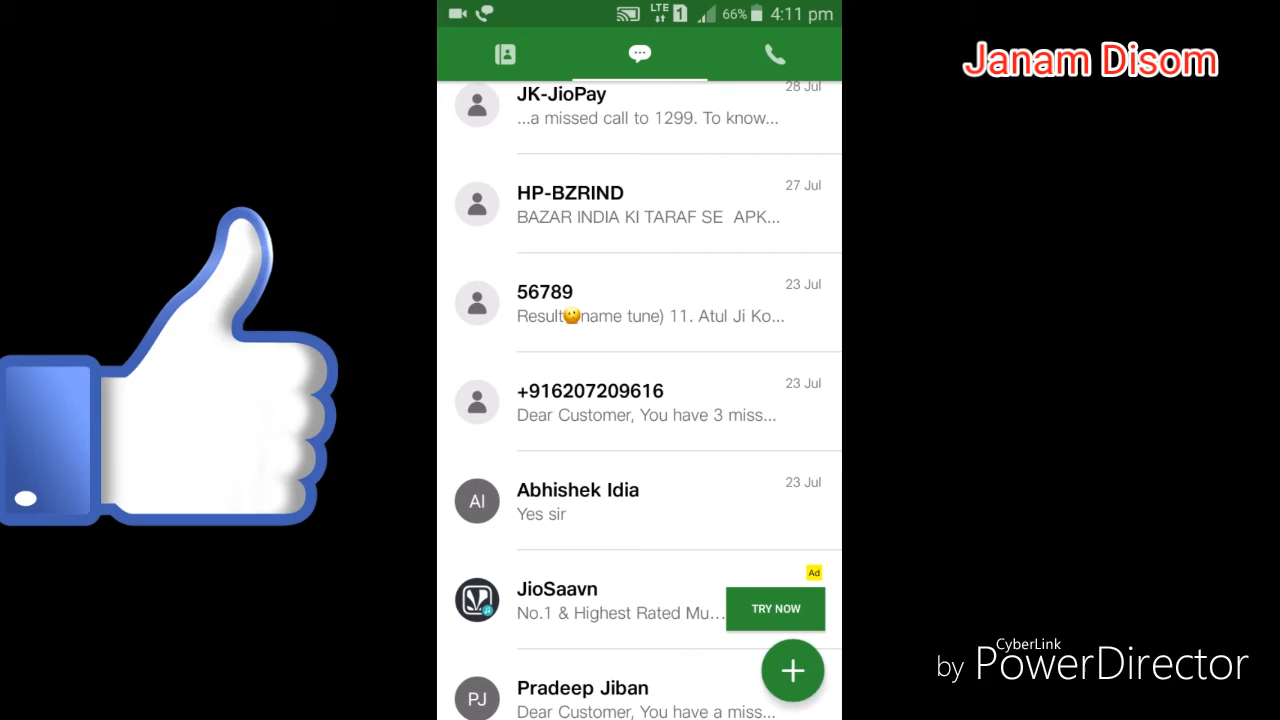 LTE 1 66% 4:11 pm
Janam Disom
JK-JioPay 28 Jul
...a missed call to 1299. To know...
HP-BZRIND 27 Jul
BAZAR INDIA KI TARAF SE APK...
56789 23 Jul
Result🤨name tune) 11. Atul Ji Ko...
+916207209616 23 Jul
Dear Customer, You have 3 miss...
AI Abhishek Idia 23 Jul
Yes sir
Ad
JioSaavn
No.1 & Highest Rated Mu...
TRY NOW
PJ Pradeep Jiban
Dear Customer, You have a miss...
CyberLink
by PowerDirector